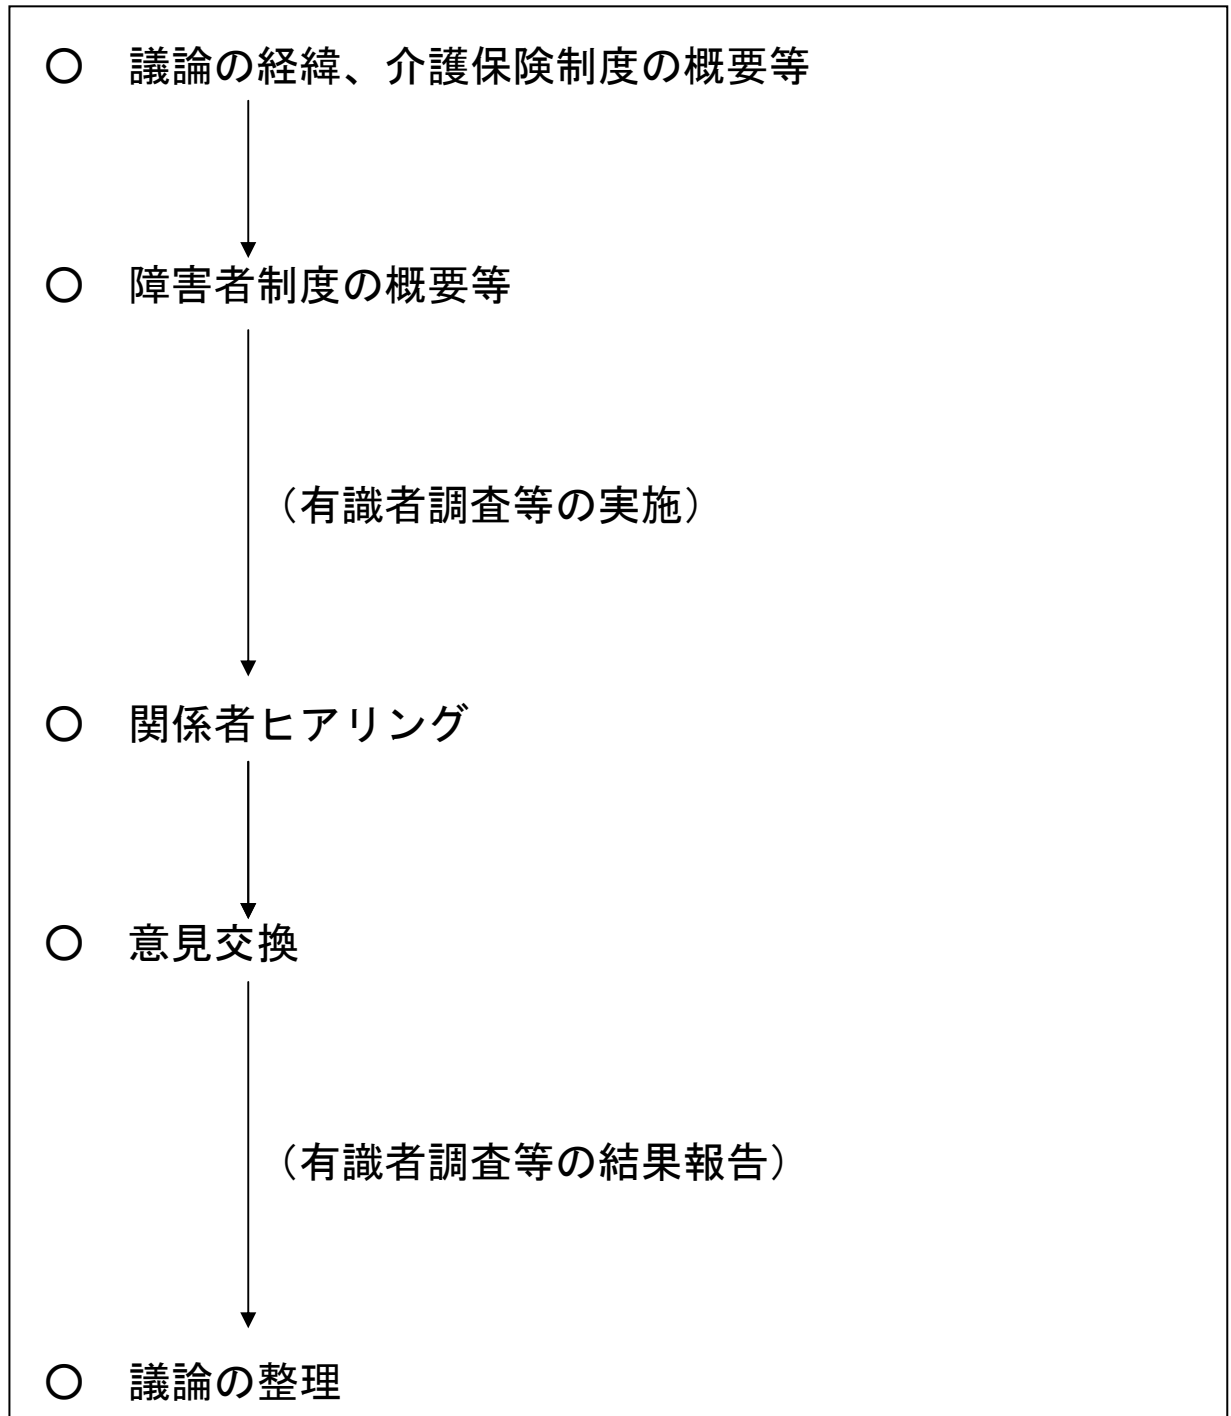 ○　議論の経緯、介護保険制度の概要等
○　障害者制度の概要等
（有識者調査等の実施）
○　関係者ヒアリング
○　意見交換
（有識者調査等の結果報告）
○　議論の整理